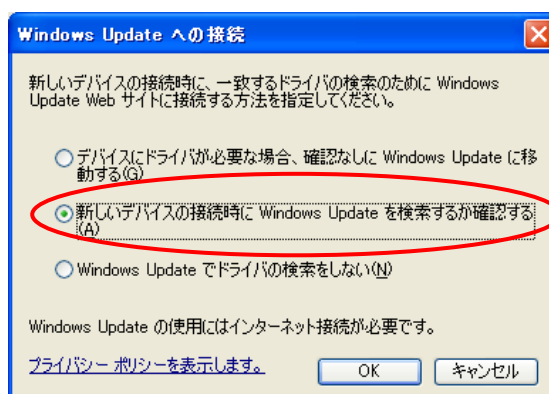 Windows Update への接続
新しいデバイスの接続時に、一致するドライバの検索のために Windows
Update Web サイトに接続する方法を指定してください。
デバイスにドライバが必要な場合、確認なしに Windows Update に移
動する(G)
新しいデバイスの接続時に Windows Update を検索するか確認する
(A)
Windows Update でドライバの検索をしない(N)
Windows Update の使用にはインターネット接続が必要です。
プライバシー ポリシーを表示します。
OK
キャンセル